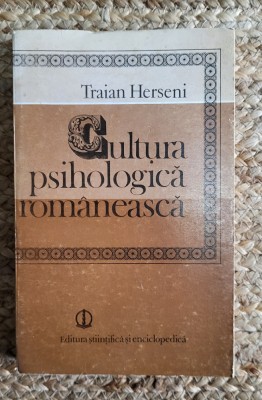 Traian Herseni
Cultura
psihologică
românească
Editura științifică și enciclopedică